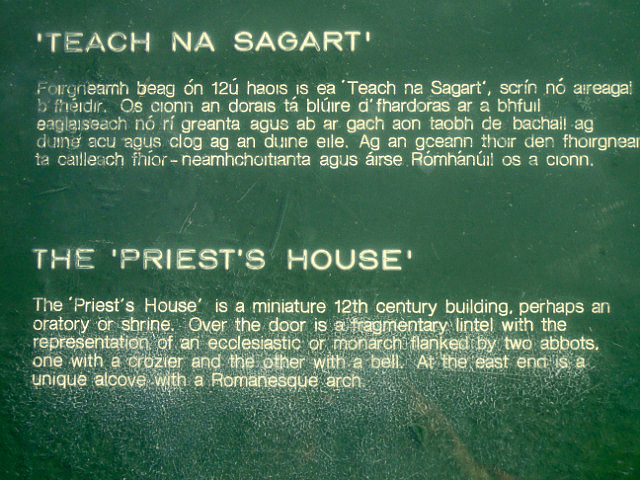 'TEACH NA SAGART'
Foirgneamh beag ón 12ú haois is ea 'Teach na Sagart', scrín nó aireagal
b'fhéidir. Os cionn an dorais tá blúire d'fhardoras ar a bhfuil
eaglaiseach nó rí greanta agus ab ar gach aon taobh de bachall ag
duine acu agus clog ag an duine eile. Ag an gceann thoir den fhoirgnear
ta cailleach fhíor-neamhchoitianta agus áirse Rómhánúil os a cionn.
THE 'PRIEST'S HOUSE'
The 'Priest's House' is a miniature 12th century building, perhaps an
oratory or shrine. Over the door is a fragmentary lintel with the
representation of an ecclesiastic or monarch flanked by two abbots,
one with a crozier and the other with a bell. At the east end is a
unique alcove with a Romanesque arch.